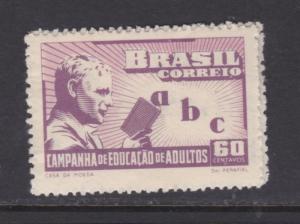 BRASIL
CORREIO
a b c
60
CENTAVOS
CAMPANHA DE EDUCAÇÃO DE ADULTOS
CASA DA MOEDA